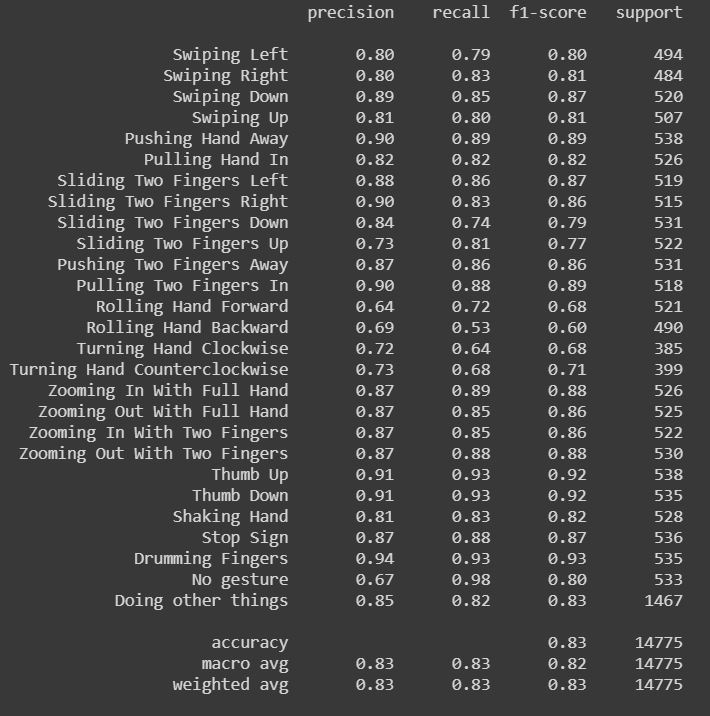 precision recall f1-score support
Swiping Left 0.80 0.79 0.80 494
Swiping Right 0.80 0.83 0.81 484
Swiping Down 0.89 0.85 0.87 520
Swiping Up 0.81 0.80 0.81 507
Pushing Hand Away 0.90 0.89 0.89 538
Pulling Hand In 0.82 0.82 0.82 526
Sliding Two Fingers Left 0.88 0.86 0.87 519
Sliding Two Fingers Right 0.90 0.83 0.86 515
Sliding Two Fingers Down 0.84 0.74 0.79 531
Sliding Two Fingers Up 0.73 0.81 0.77 522
Pushing Two Fingers Away 0.87 0.86 0.86 531
Pulling Two Fingers In 0.90 0.88 0.89 518
Rolling Hand Forward 0.64 0.72 0.68 521
Rolling Hand Backward 0.69 0.53 0.60 490
Turning Hand Clockwise 0.72 0.64 0.68 385
Turning Hand Counterclockwise 0.73 0.68 0.71 399
Zooming In With Full Hand 0.87 0.89 0.88 526
Zooming Out With Full Hand 0.87 0.85 0.86 525
Zooming In With Two Fingers 0.87 0.85 0.86 522
Zooming Out With Two Fingers 0.87 0.88 0.88 530
Thumb Up 0.91 0.93 0.92 538
Thumb Down 0.91 0.93 0.92 535
Shaking Hand 0.81 0.83 0.82 528
Stop Sign 0.87 0.88 0.87 536
Drumming Fingers 0.94 0.93 0.93 535
No gesture 0.67 0.98 0.80 533
Doing other things 0.85 0.82 0.83 1467
accuracy 0.83 14775
macro avg 0.83 0.83 0.82 14775
weighted avg 0.83 0.83 0.83 14775